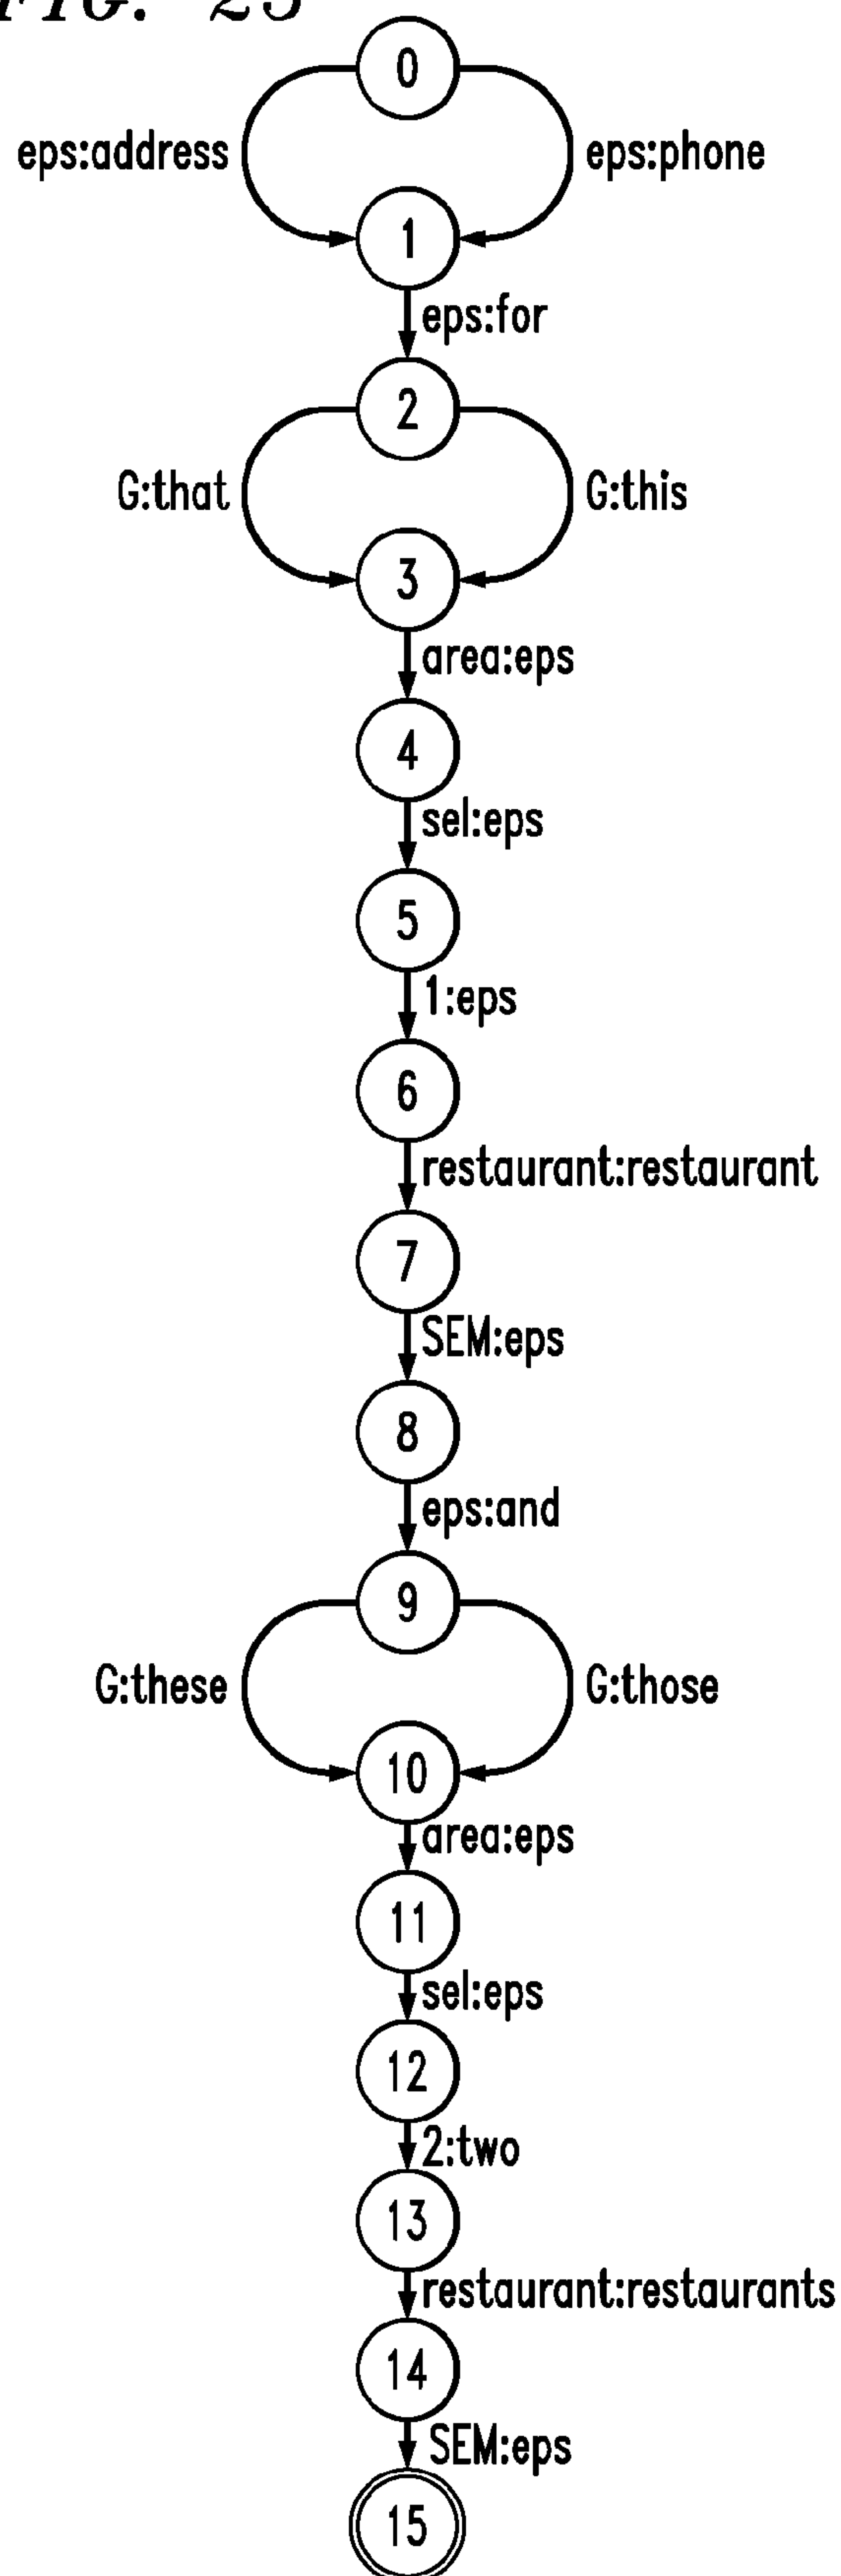 FIG. 25
0
eps:address eps:phone
1
eps:for
2
G:that G:this
3
area:eps
4
sel:eps
5
1:eps
6
restaurant:restaurant
7
SEM:eps
8
eps:and
9
G:these G:those
10
area:eps
11
sel:eps
12
2:two
13
restaurant:restaurants
14
SEM:eps
15